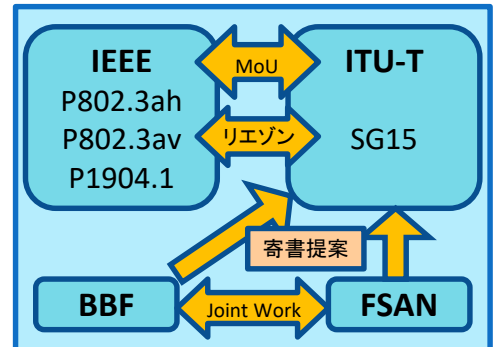 IEEE
P802.3ah
P802.3av
P1904.1
MoU
リエゾン
ITU-T
SG15
寄書提案
BBF
Joint Work
FSAN